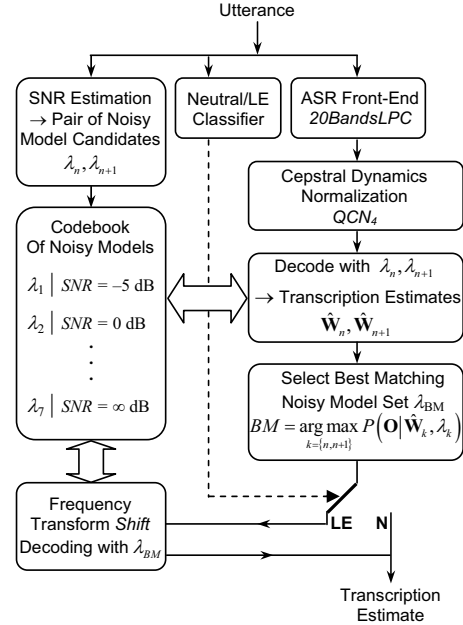 Utterance
SNR Estimation
→ Pair of Noisy
Model Candidates
λn, λn+1
Neutral/LE
Classifier
ASR Front-End
20BandsLPC
Cepstral Dynamics
Normalization
QCN4
Codebook
Of Noisy Models
λ1 | SNR = –5 dB
λ2 | SNR = 0 dB
.
.
.
λ7 | SNR = ∞ dB
Decode with λn, λn+1
→ Transcription Estimates
Ŵn, Ŵn+1
Select Best Matching
Noisy Model Set λBM
BM = arg max P(O|Ŵk, λk)
k={n,n+1}
Frequency
Transform Shift
Decoding with λBM
LE N
Transcription
Estimate